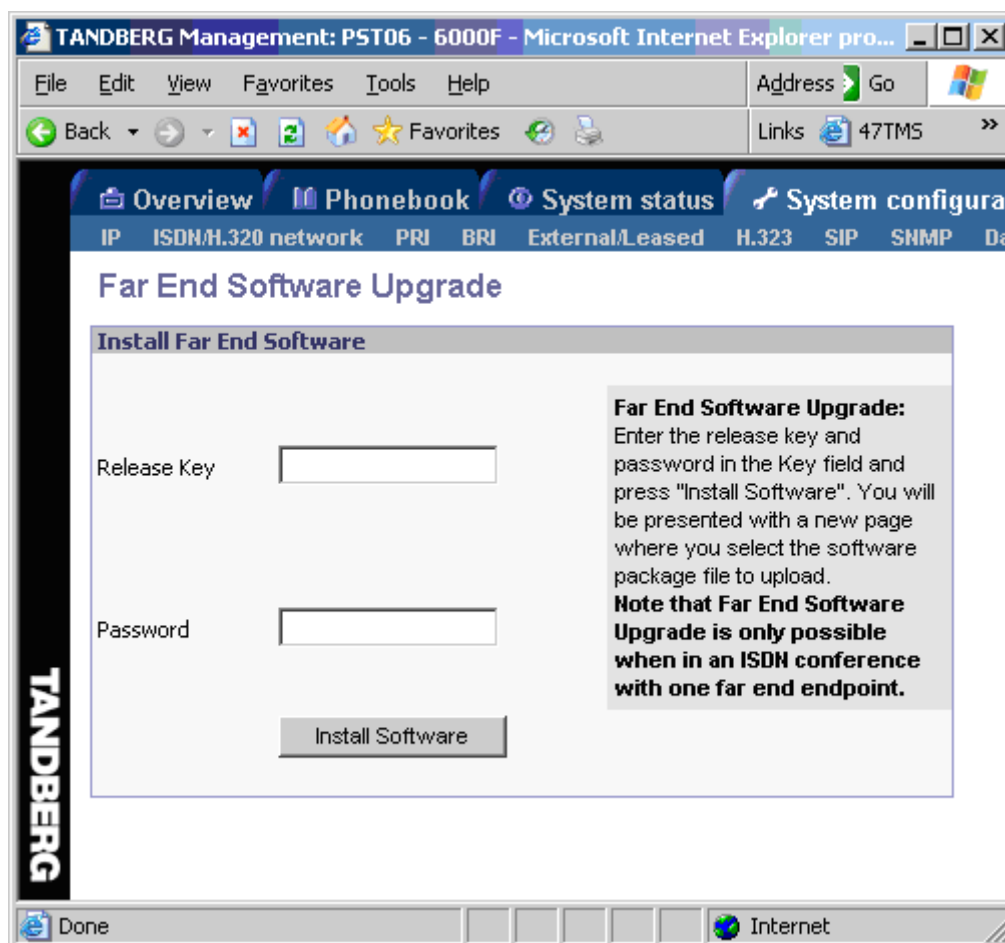 TANDBERG Management: PST06 - 6000F - Microsoft Internet Explorer pro...
File Edit View Favorites Tools Help Address Go
Back Favorites Links 47TMS »
Overview Phonebook System status System configura
IP ISDN/H.320 network PRI BRI External/Leased H.323 SIP SNMP Da
Far End Software Upgrade
Install Far End Software
Release Key
Password
Install Software
Far End Software Upgrade:
Enter the release key and
password in the Key field and
press "Install Software". You will
be presented with a new page
where you select the software
package file to upload.
Note that Far End Software
Upgrade is only possible
when in an ISDN conference
with one far end endpoint.
TANDBERG
Done Internet